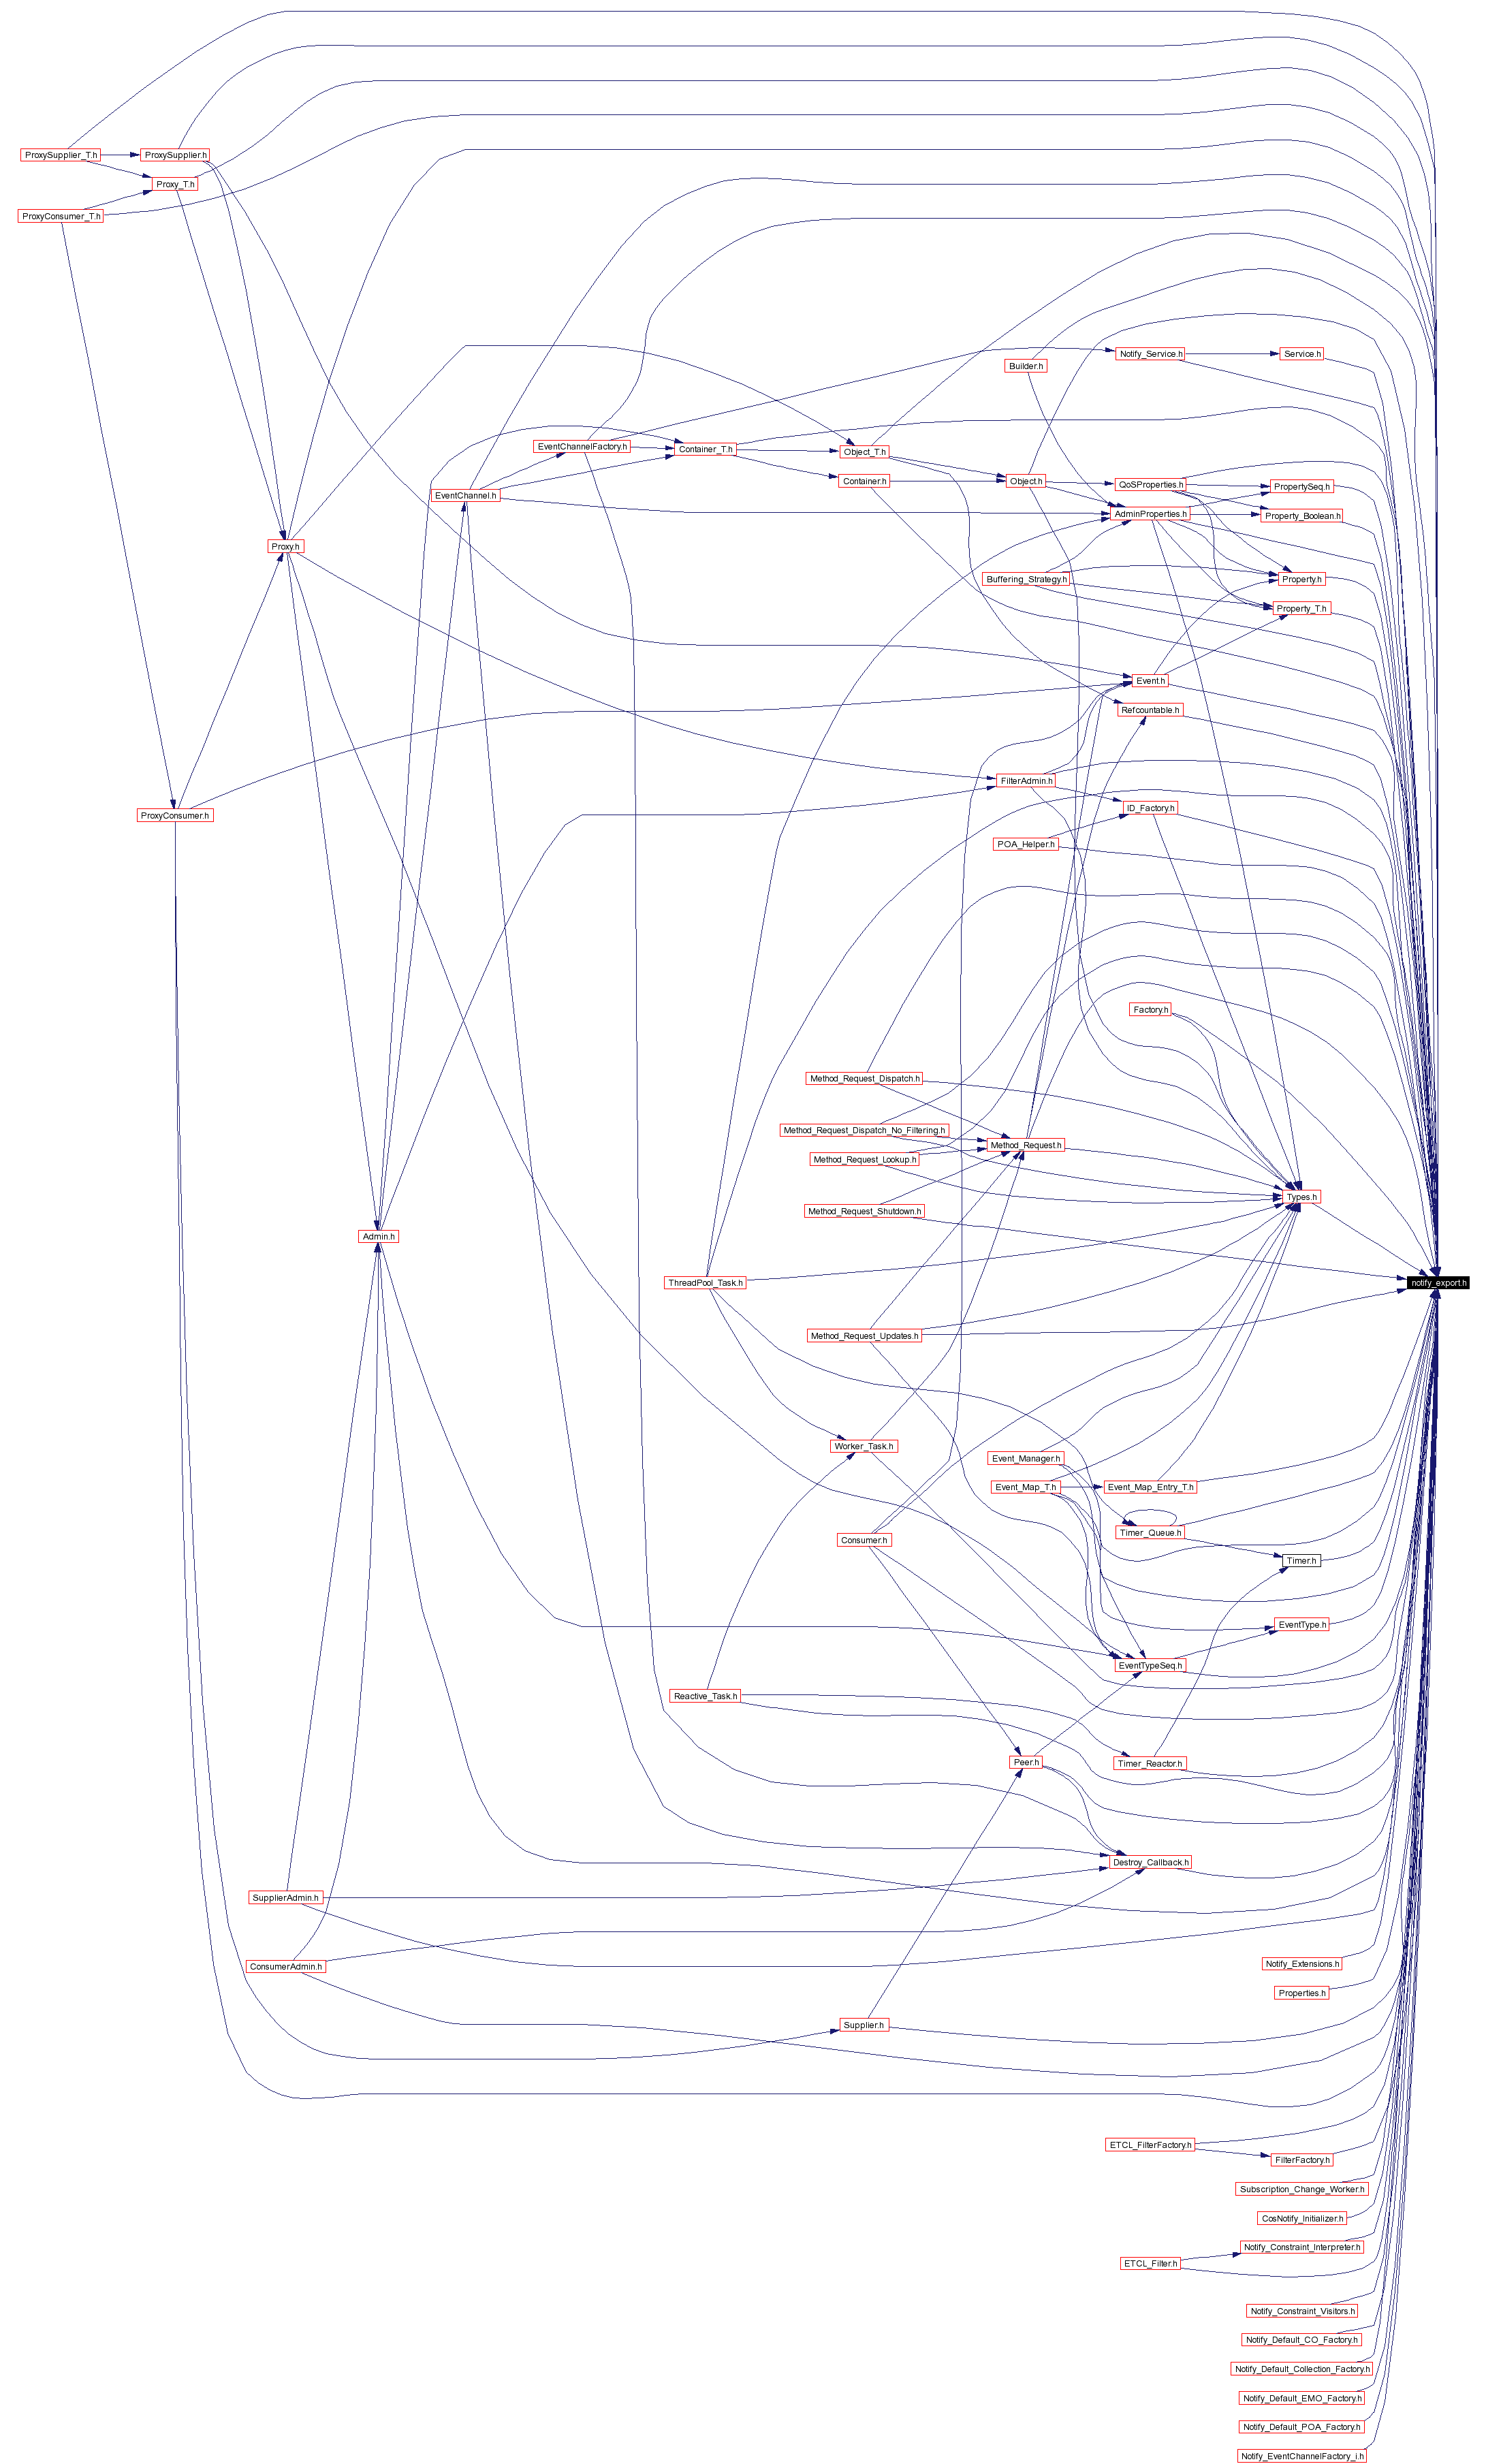 ProxySupplier_T.h
ProxySupplier.h
Proxy_T.h
ProxyConsumer_T.h
Notify_Service.h
Service.h
Builder.h
EventChannelFactory.h
Container_T.h
Object_T.h
Container.h
Object.h
QoSProperties.h
PropertySeq.h
EventChannel.h
AdminProperties.h
Property_Boolean.h
Proxy.h
Buffering_Strategy.h
Property.h
Property_T.h
Event.h
Refcountable.h
FilterAdmin.h
ID_Factory.h
ProxyConsumer.h
POA_Helper.h
Factory.h
Method_Request_Dispatch.h
Method_Request_Dispatch_No_Filtering.h
Method_Request.h
Method_Request_Lookup.h
Types.h
Method_Request_Shutdown.h
Admin.h
ThreadPool_Task.h
notify_export.h
Method_Request_Updates.h
Worker_Task.h
Event_Manager.h
Event_Map_T.h
Event_Map_Entry_T.h
Timer_Queue.h
Consumer.h
Timer.h
EventType.h
EventTypeSeq.h
Reactive_Task.h
Peer.h
Timer_Reactor.h
Destroy_Callback.h
SupplierAdmin.h
ConsumerAdmin.h
Notify_Extensions.h
Properties.h
Supplier.h
ETCL_FilterFactory.h
FilterFactory.h
Subscription_Change_Worker.h
CosNotify_Initializer.h
Notify_Constraint_Interpreter.h
ETCL_Filter.h
Notify_Constraint_Visitors.h
Notify_Default_CO_Factory.h
Notify_Default_Collection_Factory.h
Notify_Default_EMO_Factory.h
Notify_Default_POA_Factory.h
Notify_EventChannelFactory_i.h